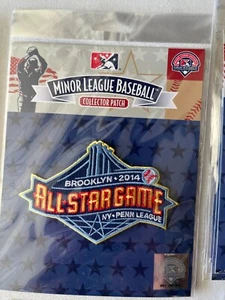 MINOR LEAGUE BASEBALL
COLLECTOR PATCH
BROOKLYN • 2014
ALL-STAR GAME
NY-PENN LEAGUE